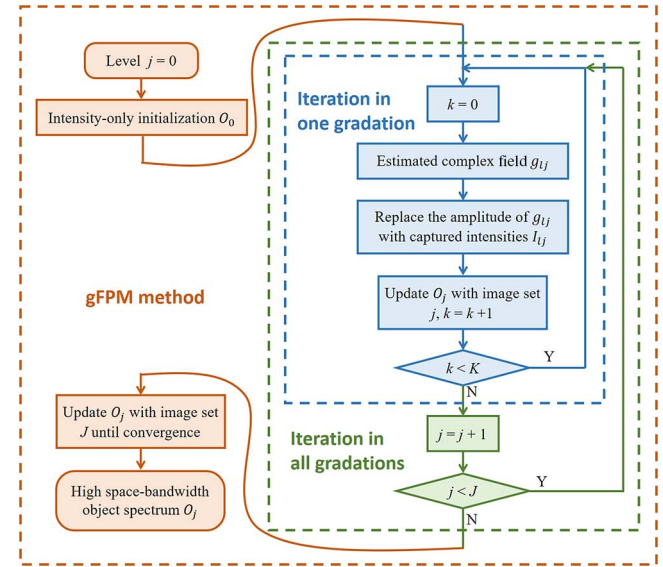 Level j = 0
Intensity-only initialization O₀
Iteration in
one gradation
k = 0
Estimated complex field gₗⱼ
Replace the amplitude of gₗⱼ
with captured intensities Iₗⱼ
Update Oⱼ with image set
j, k = k +1
k < K
Y
N
gFPM method
Iteration in
all gradations
j = j + 1
j < J
Y
N
Update Oⱼ with image set
J until convergence
High space-bandwidth
object spectrum Oⱼ